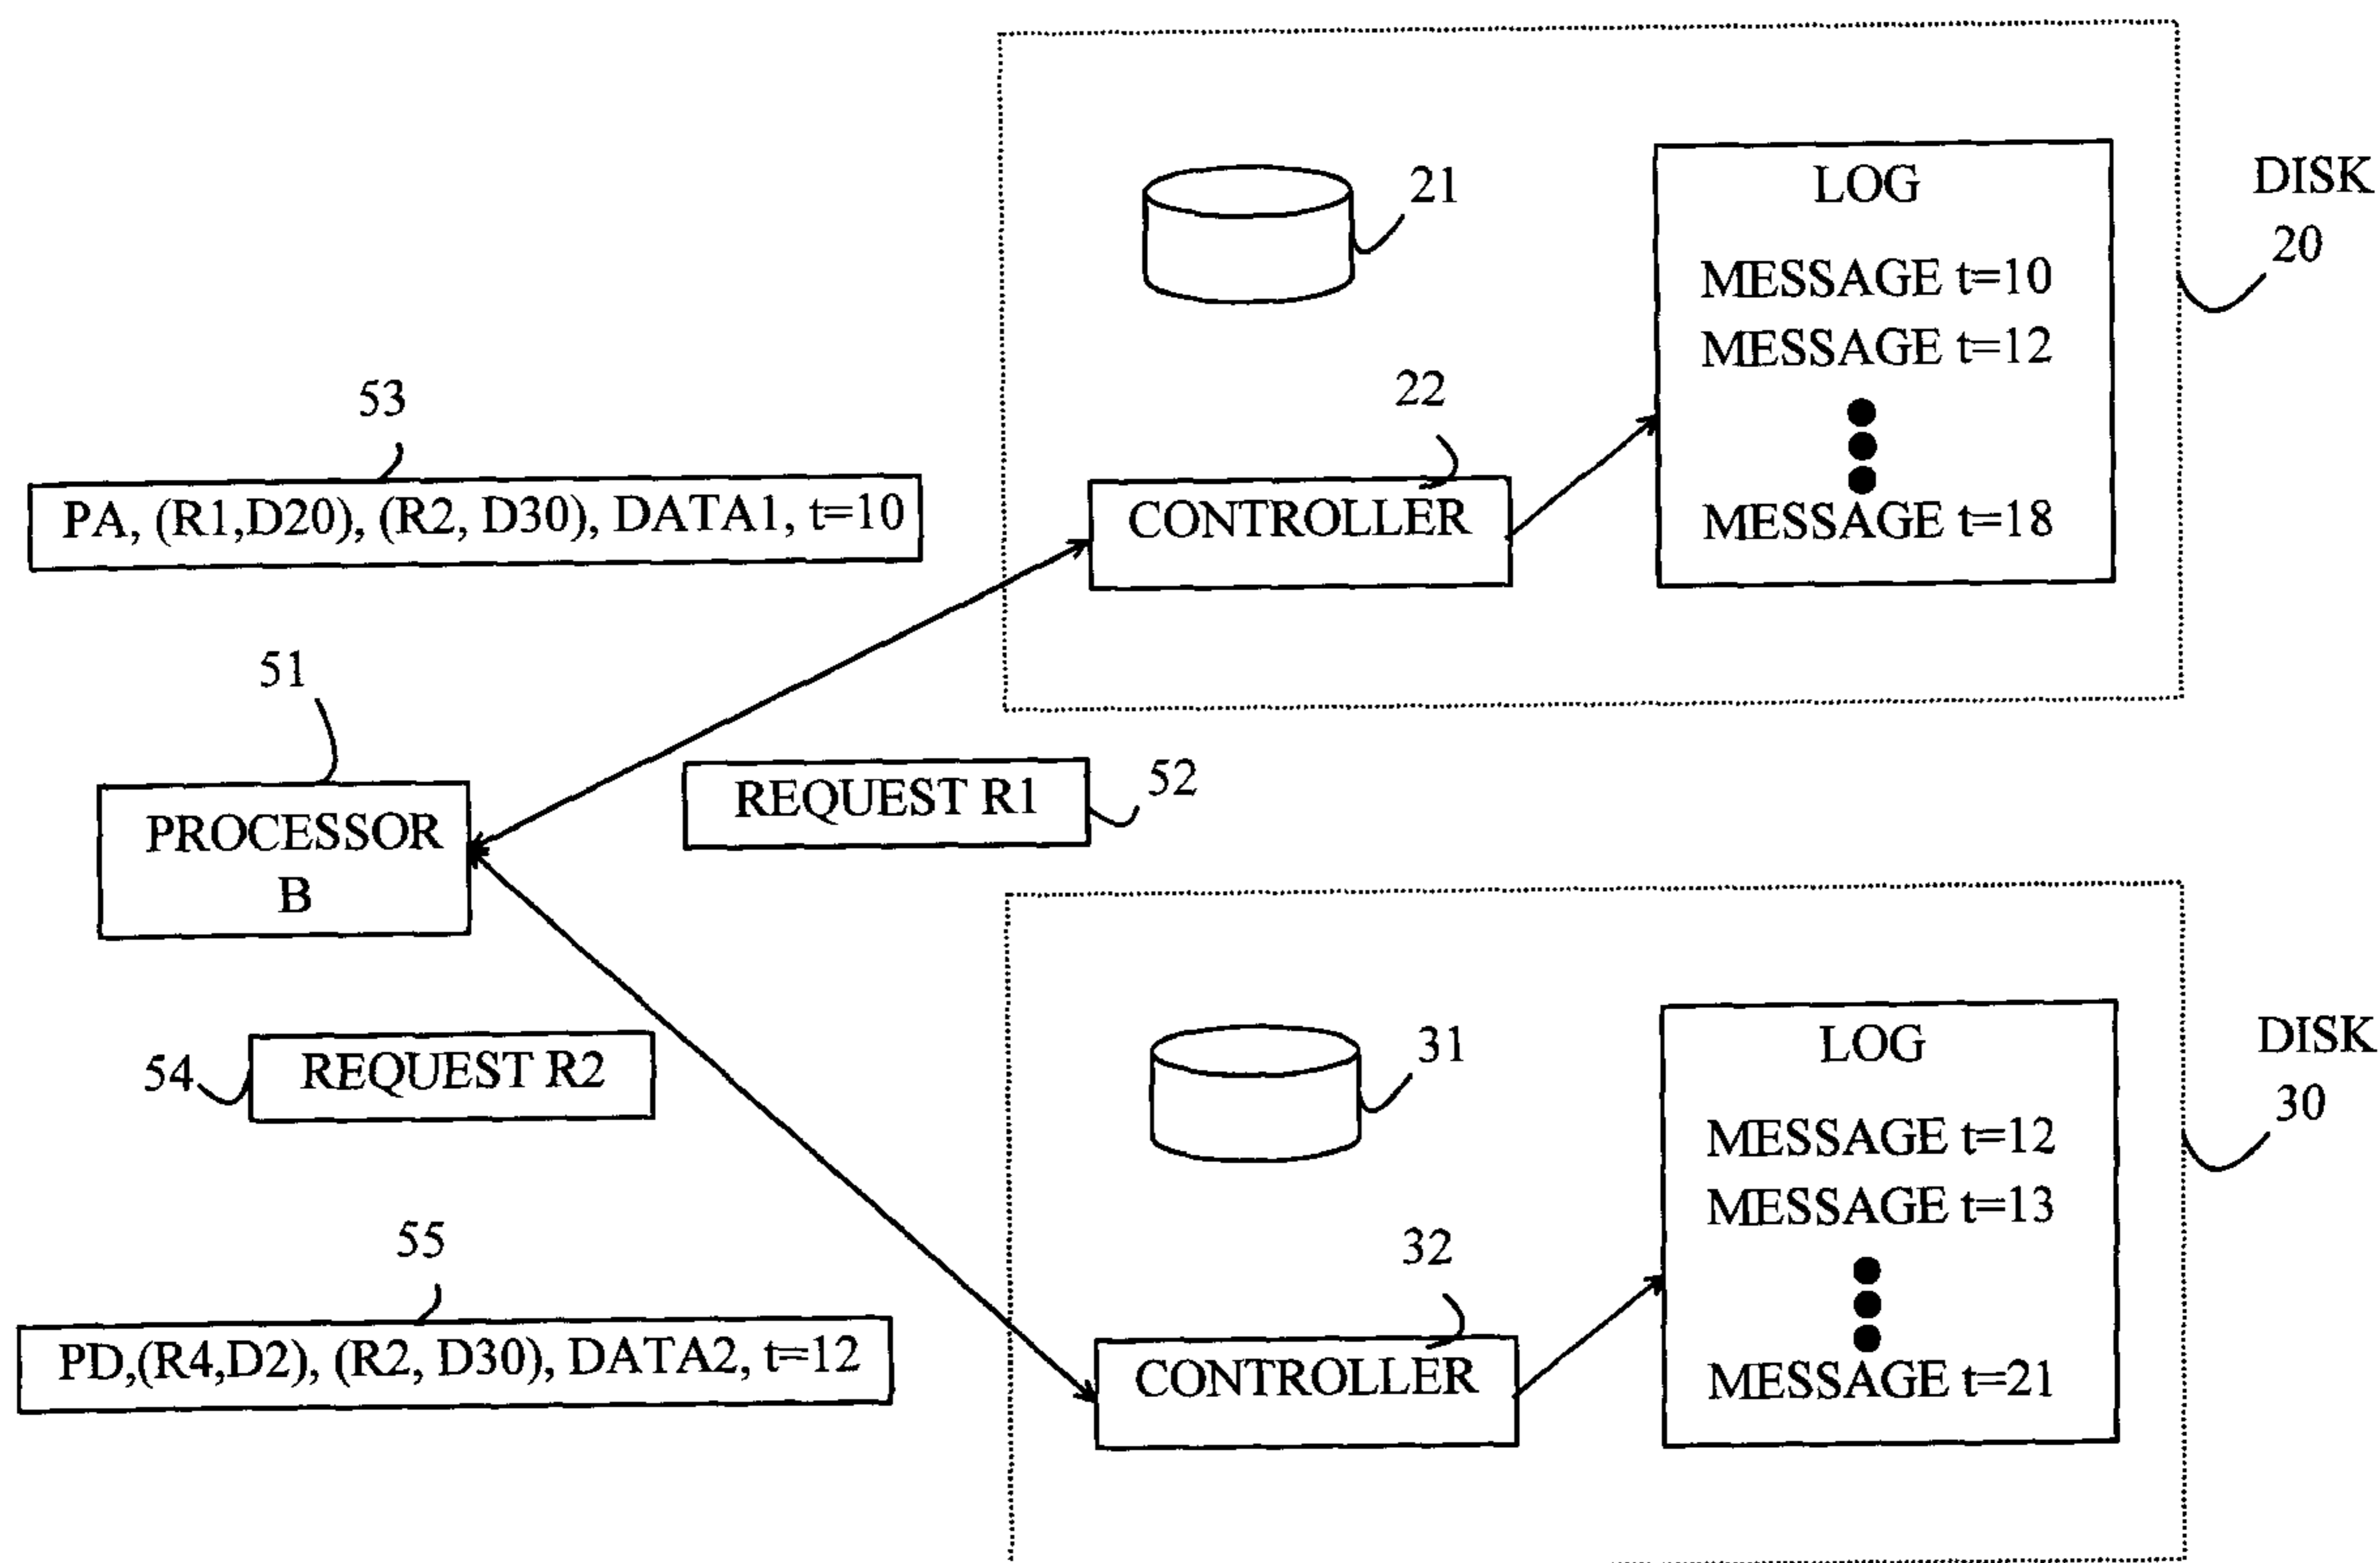 21
LOG
MESSAGE t=10
MESSAGE t=12
MESSAGE t=18
DISK
20
22
CONTROLLER
53
PA, (R1,D20), (R2, D30), DATA1, t=10
51
PROCESSOR
B
REQUEST R1
52
54
REQUEST R2
55
PD,(R4,D2), (R2, D30), DATA2, t=12
31
LOG
MESSAGE t=12
MESSAGE t=13
MESSAGE t=21
DISK
30
32
CONTROLLER